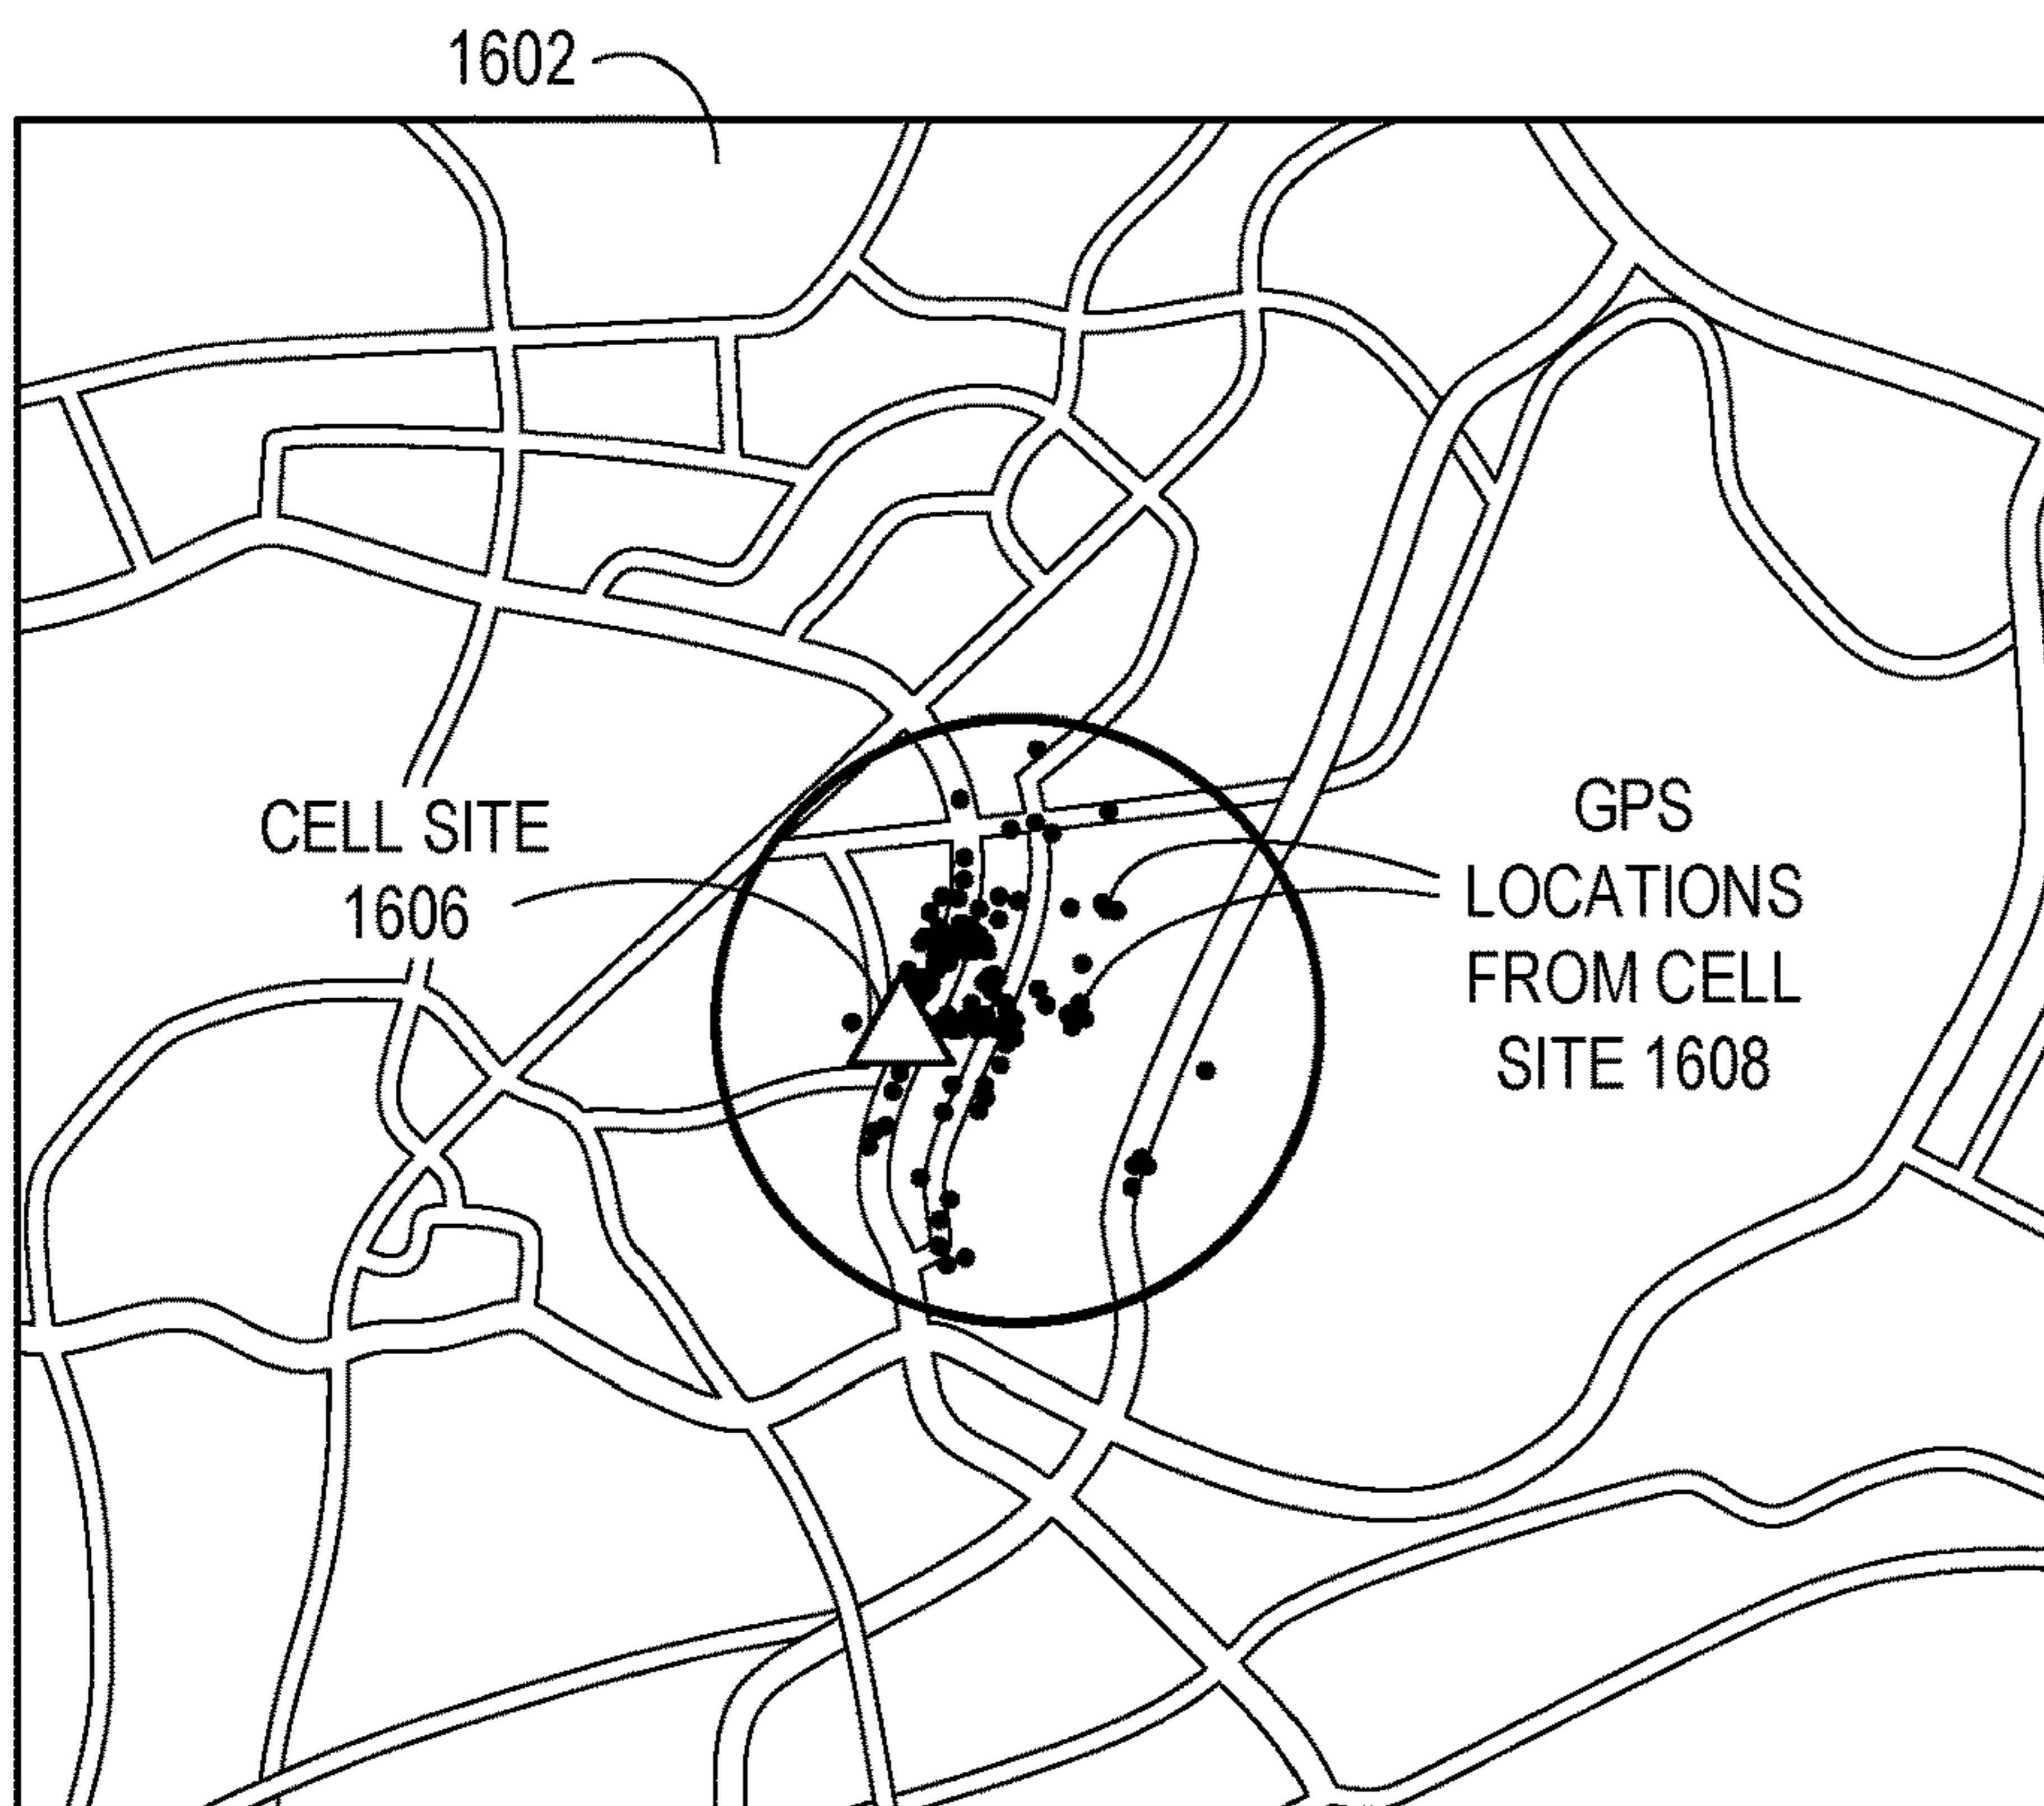 1602
CELL SITE
1606
GPS
LOCATIONS
FROM CELL
SITE 1608